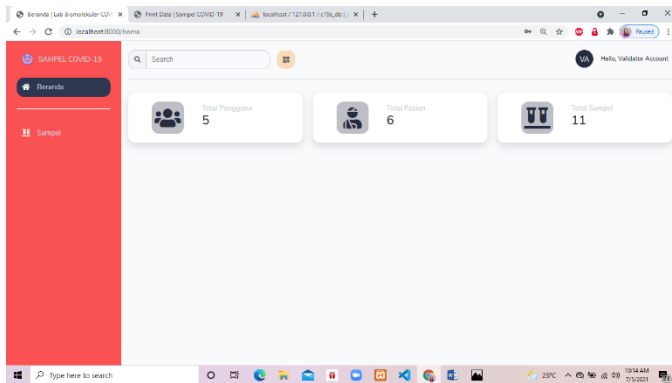 Beranda | Lab Biomolekuler COV
Print Data | Sampel COVID-19
localhost / 127.0.0.1 / c19s_db |
localhost:8000/home
Paused
SAMPEL COVID-19
Search
VA
Hello, Validator Account
Beranda
Sampel
Total Pengguna
5
Total Pasien
6
Total Sampel
11
Type here to search
25°C
10:14 AM
7/3/2021